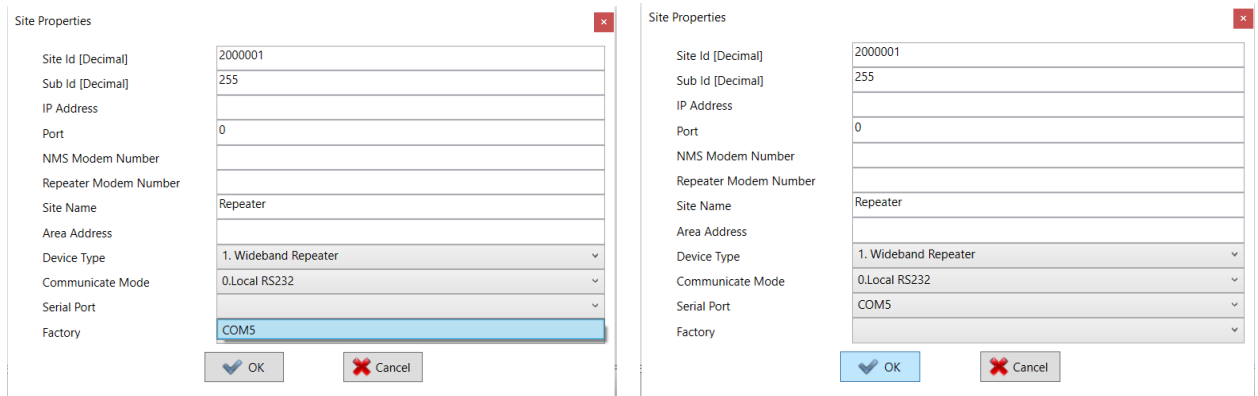 Site Properties
Site Id [Decimal] 2000001
Sub Id [Decimal] 255
IP Address
Port 0
NMS Modem Number
Repeater Modem Number
Site Name Repeater
Area Address
Device Type 1. Wideband Repeater
Communicate Mode 0.Local RS232
Serial Port
Factory COM5
OK Cancel
Site Properties
Site Id [Decimal] 2000001
Sub Id [Decimal] 255
IP Address
Port 0
NMS Modem Number
Repeater Modem Number
Site Name Repeater
Area Address
Device Type 1. Wideband Repeater
Communicate Mode 0.Local RS232
Serial Port COM5
Factory
OK Cancel